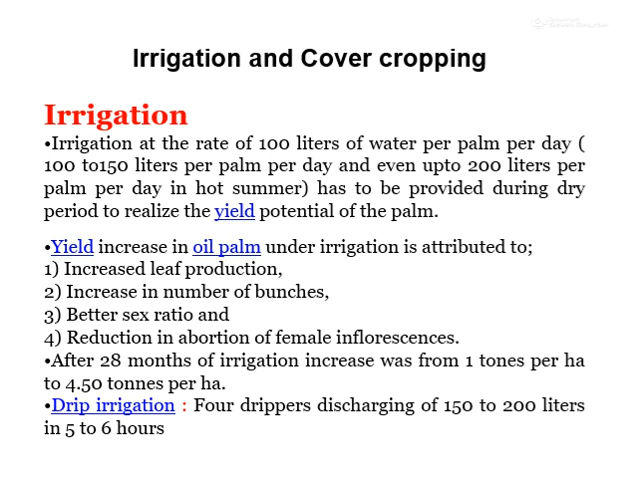 Irrigation and Cover cropping
Irrigation
•Irrigation at the rate of 100 liters of water per palm per day (
100 to150 liters per palm per day and even upto 200 liters per
palm per day in hot summer) has to be provided during dry
period to realize the yield potential of the palm.
•Yield increase in oil palm under irrigation is attributed to;
1) Increased leaf production,
2) Increase in number of bunches,
3) Better sex ratio and
4) Reduction in abortion of female inflorescences.
•After 28 months of irrigation increase was from 1 tones per ha
to 4.50 tonnes per ha.
•Drip irrigation : Four drippers discharging of 150 to 200 liters
in 5 to 6 hours